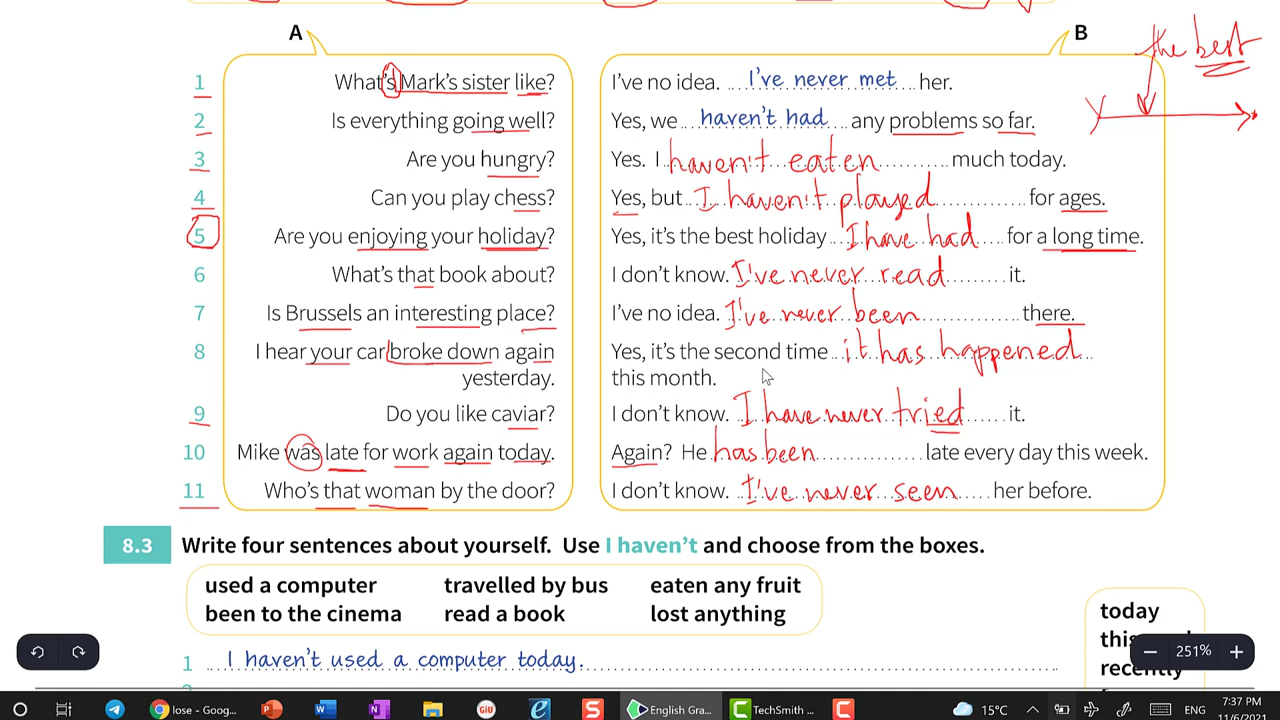 A B
the best
1 What's Mark's sister like? I've no idea. I've never met her.
2 Is everything going well? Yes, we haven't had any problems so far.
3 Are you hungry? Yes. I haven't eaten much today.
4 Can you play chess? Yes, but I haven't played for ages.
5 Are you enjoying your holiday? Yes, it's the best holiday I have had for a long time.
6 What's that book about? I don't know. I've never read it.
7 Is Brussels an interesting place? I've no idea. I've never been there.
8 I hear your car broke down again Yes, it's the second time it has happened
yesterday. this month.
9 Do you like caviar? I don't know. I have never tried it.
10 Mike was late for work again today. Again? He has been late every day this week.
11 Who's that woman by the door? I don't know. I've never seen her before.
8.3 Write four sentences about yourself. Use I haven't and choose from the boxes.
used a computer travelled by bus eaten any fruit
been to the cinema read a book lost anything
today
this
recently
1 I haven't used a computer today.
251%
lose - Goog... GiU English Gra... TechSmith ... 15°C ENG 7:37 PM